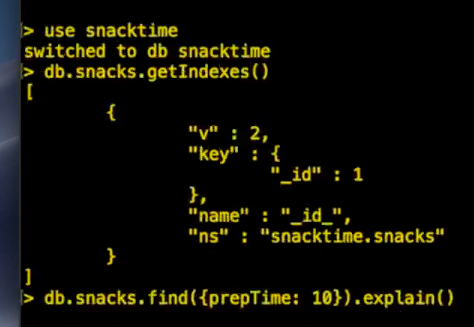 > use snacktime
switched to db snacktime
> db.snacks.getIndexes()
[
{
"v" : 2,
"key" : {
"_id" : 1
},
"name" : "_id_",
"ns" : "snacktime.snacks"
}
]
> db.snacks.find({prepTime: 10}).explain()